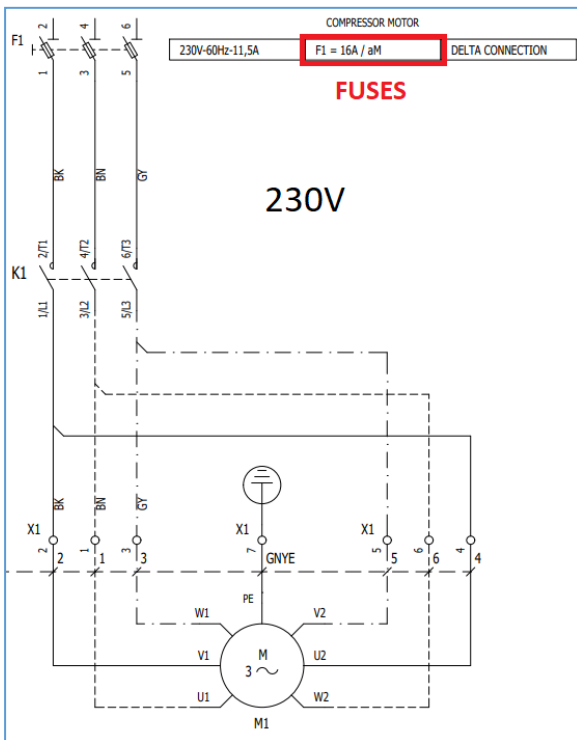 COMPRESSOR MOTOR
230V-60Hz-11,5A F1 = 16A / aM DELTA CONNECTION
FUSES
2 4 6
F1
1 3 5
BK BN GY
230V
2/T1 4/T2 6/T3
K1
1/L1 3/L2 5/L3
BK BN GY
X1 X1 X1
2 1 3 7 5 6 4
2 1 3 GNYE 5 6 4
PE
W1 V2
V1 M U2
3
U1 W2
M1